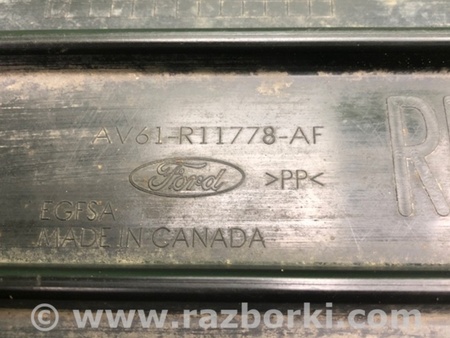 AV61-R11778-AF
Ford >PP<
EGFSA
MADE IN CANADA
www.razborki.com